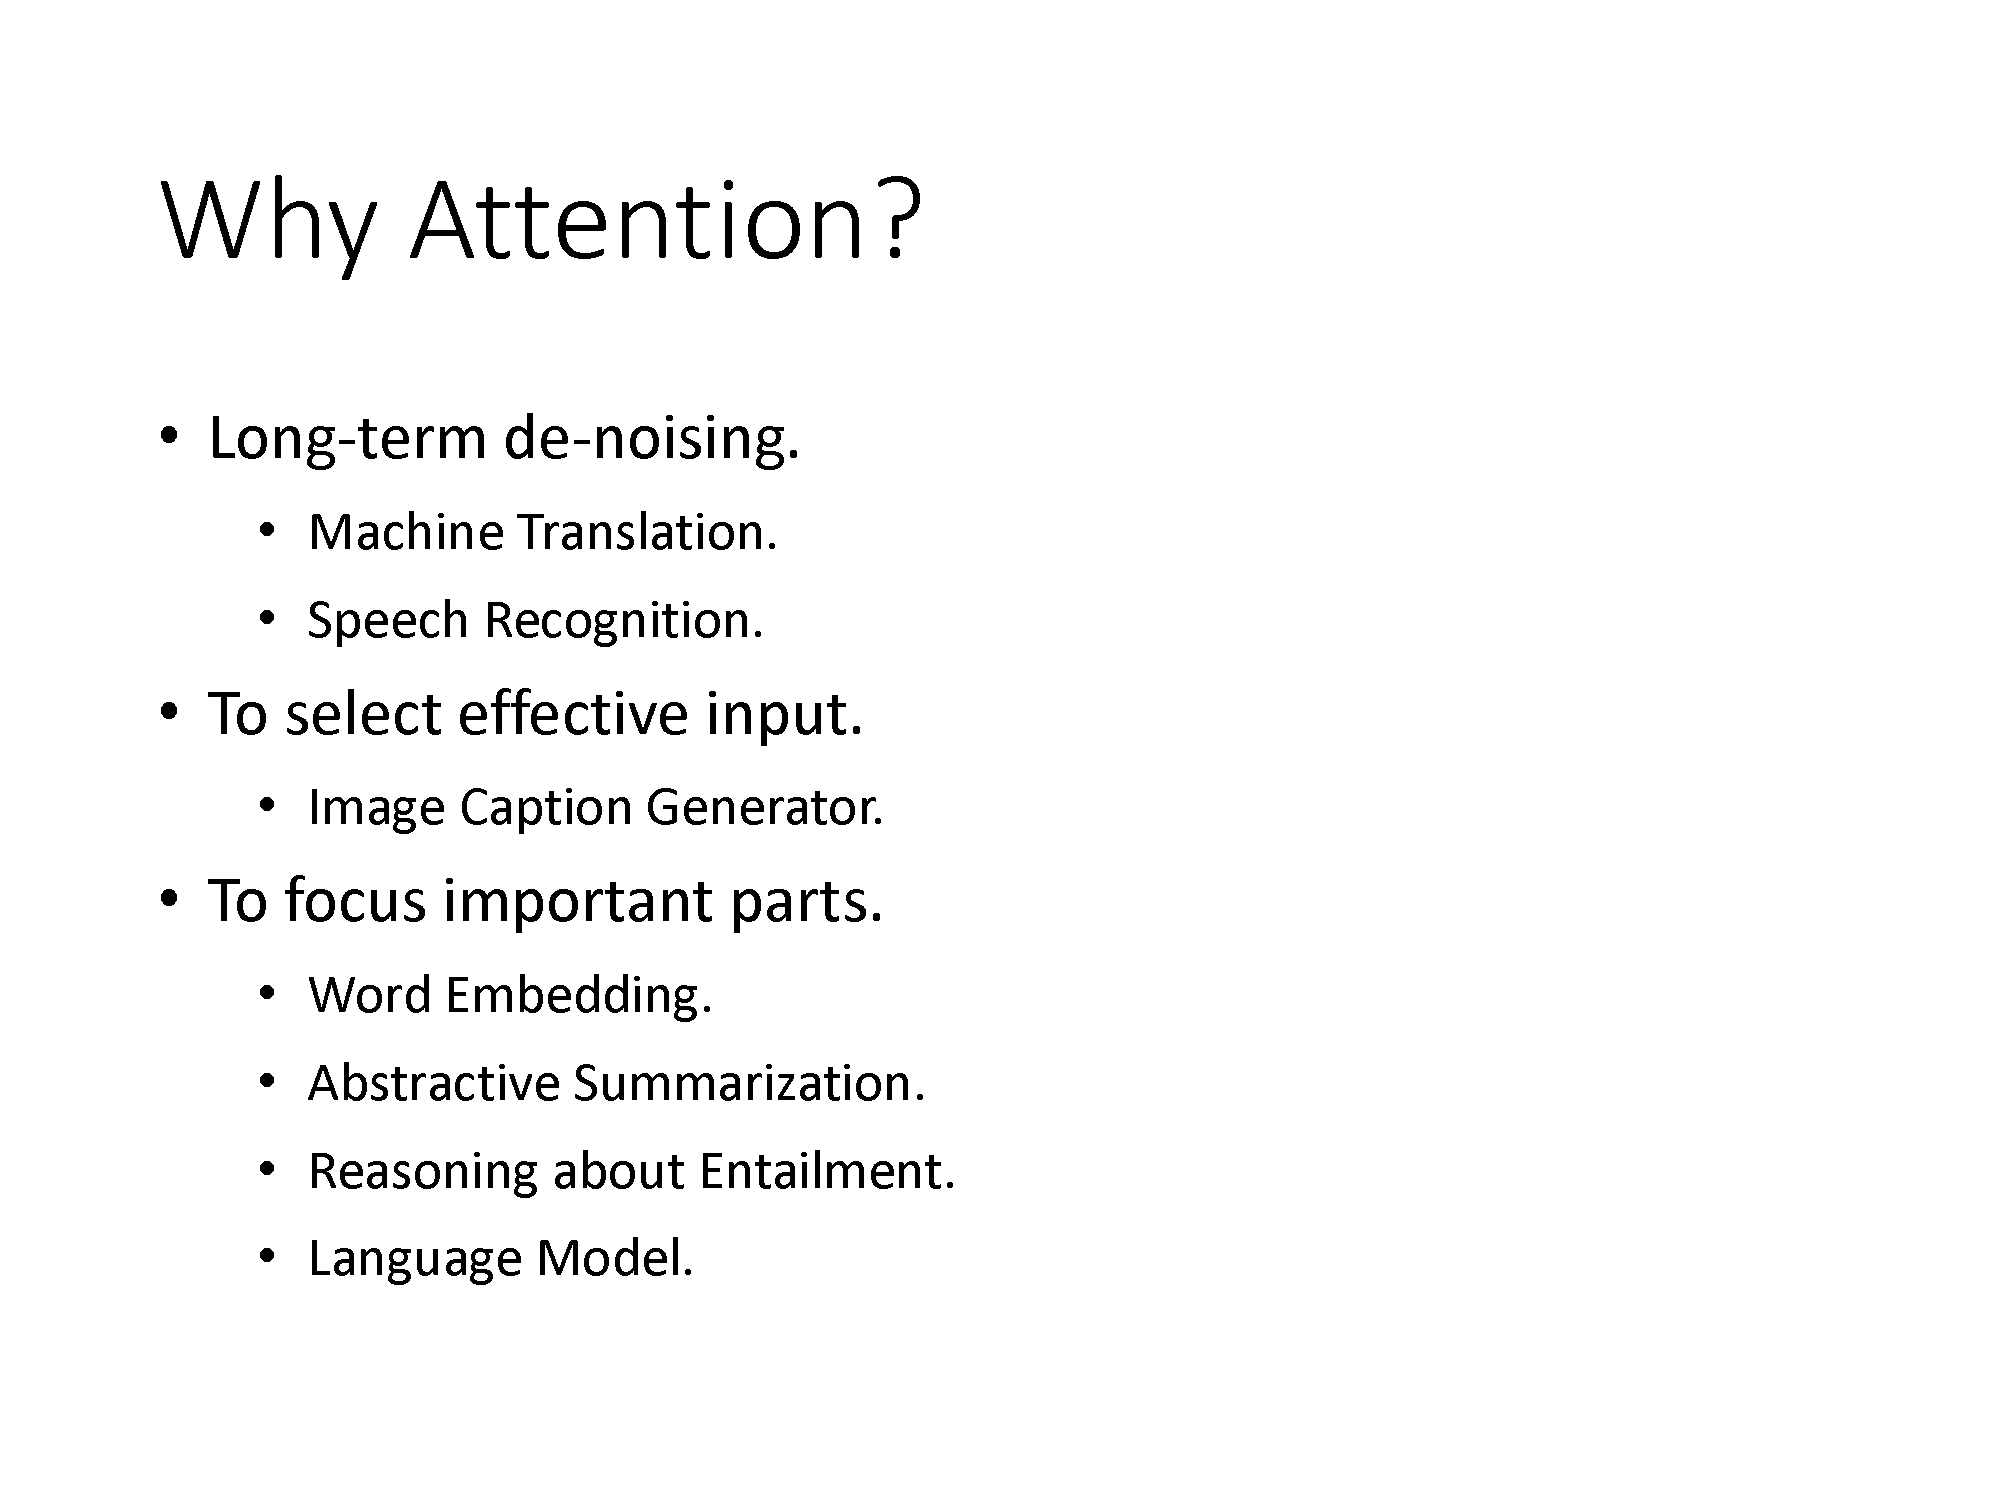 Why Attention?
• Long-term de-noising.
• Machine Translation.
• Speech Recognition.
• To select effective input.
• Image Caption Generator.
• To focus important parts.
• Word Embedding.
• Abstractive Summarization.
• Reasoning about Entailment.
• Language Model.